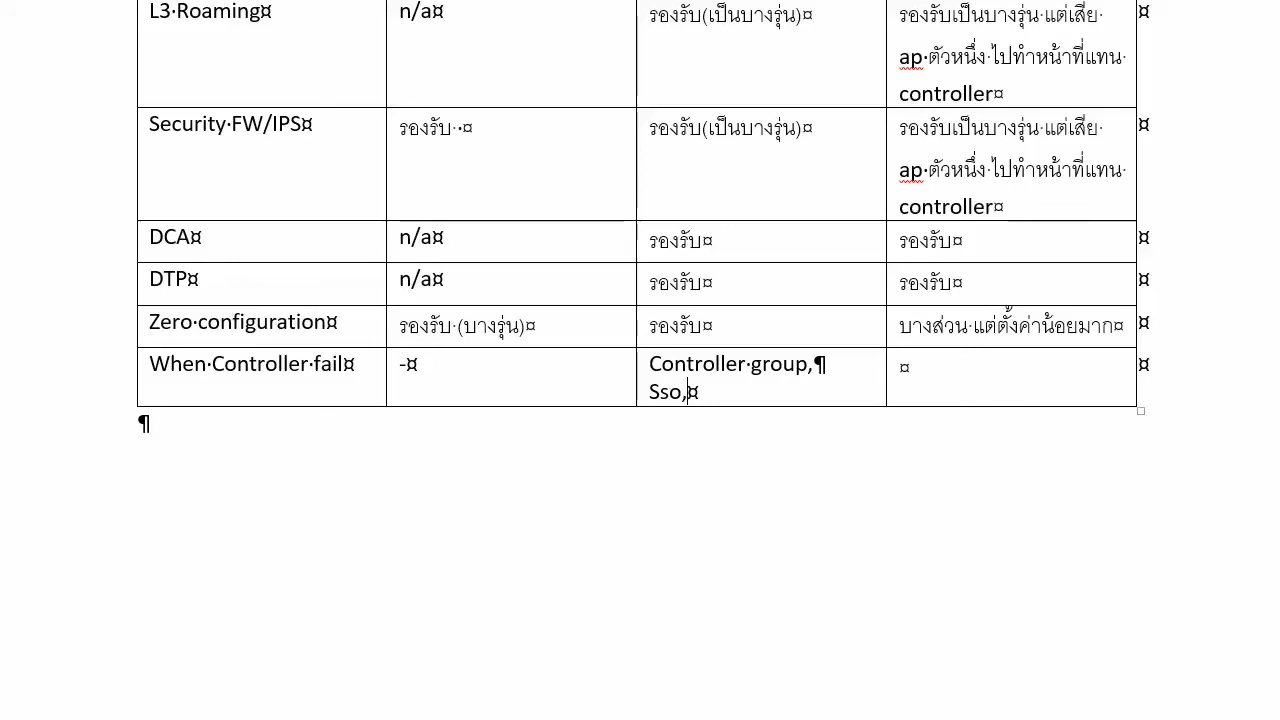 L3 Roaming¤ n/a¤ รองรับ(เป็นบางรุ่น)¤ รองรับเป็นบางรุ่น แต่เสีย ¤
ap ตัวหนึ่ง ไปทำหน้าที่แทน
controller¤
Security FW/IPS¤ รองรับ ¤ รองรับ(เป็นบางรุ่น)¤ รองรับเป็นบางรุ่น แต่เสีย ¤
ap ตัวหนึ่ง ไปทำหน้าที่แทน
controller¤
DCA¤ n/a¤ รองรับ¤ รองรับ¤ ¤
DTP¤ n/a¤ รองรับ¤ รองรับ¤ ¤
Zero configuration¤ รองรับ (บางรุ่น)¤ รองรับ¤ บางส่วน แต่ตั้งค่าน้อยมาก¤ ¤
When Controller fail¤ -¤ Controller group,¶ ¤ ¤
Sso,¤
¶